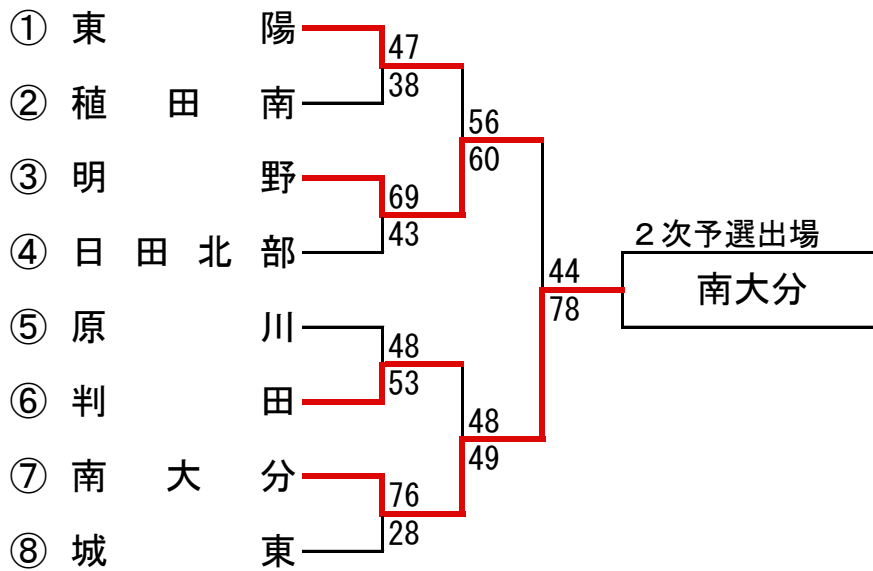 ① 東陽
47
② 稙田南
38
56
③ 明野
60
69
④ 日田北部
43
2次予選出場
44
南大分
78
⑤ 原川
48
53
⑥ 判田
48
49
⑦ 南大分
76
28
⑧ 城東